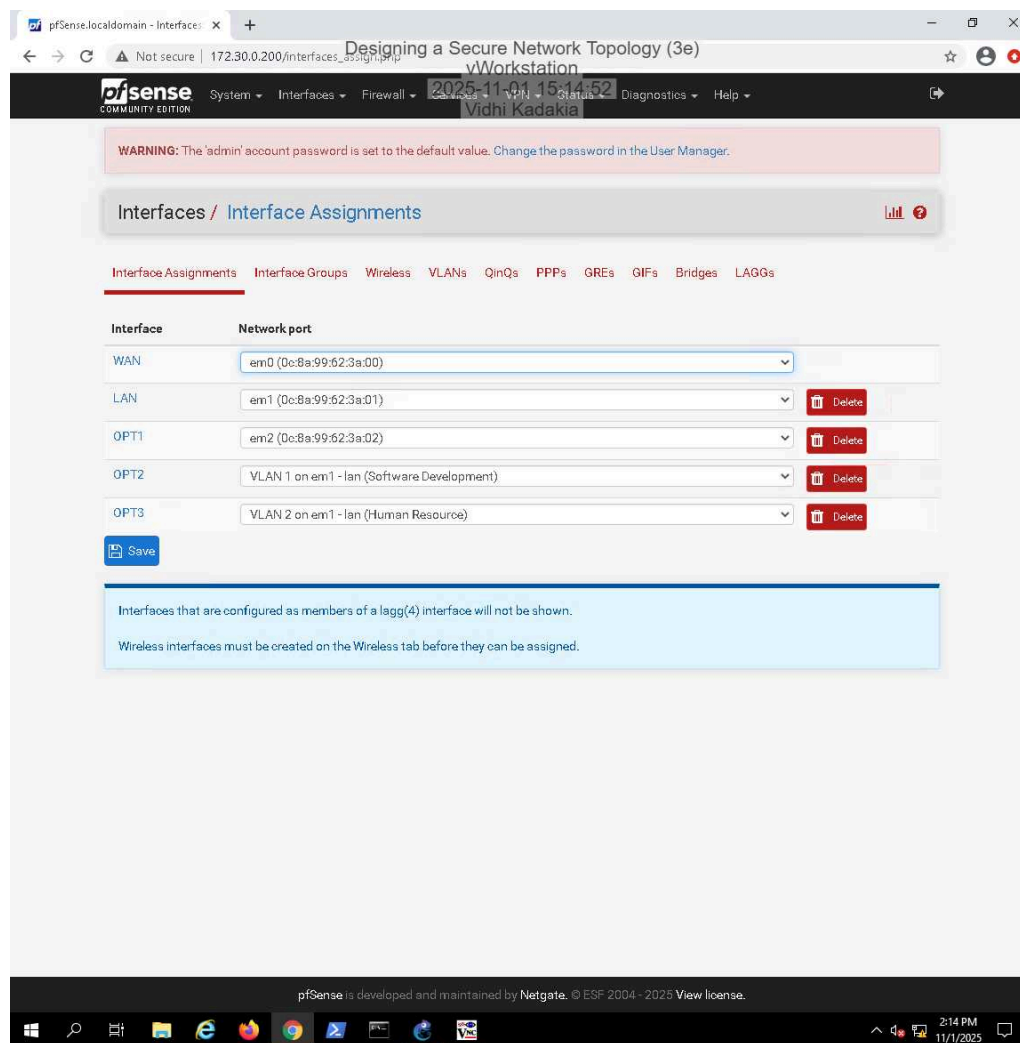 pfSense.localdomain - Interfaces
Not secure | 172.30.0.200/interfaces_assign.php
Designing a Secure Network Topology (3e)
vWorkstation
2025-11-01 15:14:52
Vidhi Kadakia
pfsense
COMMUNITY EDITION
System Interfaces Firewall Services VPN Status Diagnostics Help
WARNING: The 'admin' account password is set to the default value. Change the password in the User Manager.
Interfaces / Interface Assignments
Interface Assignments Interface Groups Wireless VLANs QinQs PPPs GREs GIFs Bridges LAGGs
Interface Network port
WAN em0 (0c:8a:99:62:3a:00)
LAN em1 (0c:8a:99:62:3a:01) Delete
OPT1 em2 (0c:8a:99:62:3a:02) Delete
OPT2 VLAN 1 on em1 - lan (Software Development) Delete
OPT3 VLAN 2 on em1 - lan (Human Resource) Delete
Save
Interfaces that are configured as members of a lagg(4) interface will not be shown.
Wireless interfaces must be created on the Wireless tab before they can be assigned.
pfSense is developed and maintained by Netgate. © ESF 2004 - 2025 View license.
2:14 PM
11/1/2025